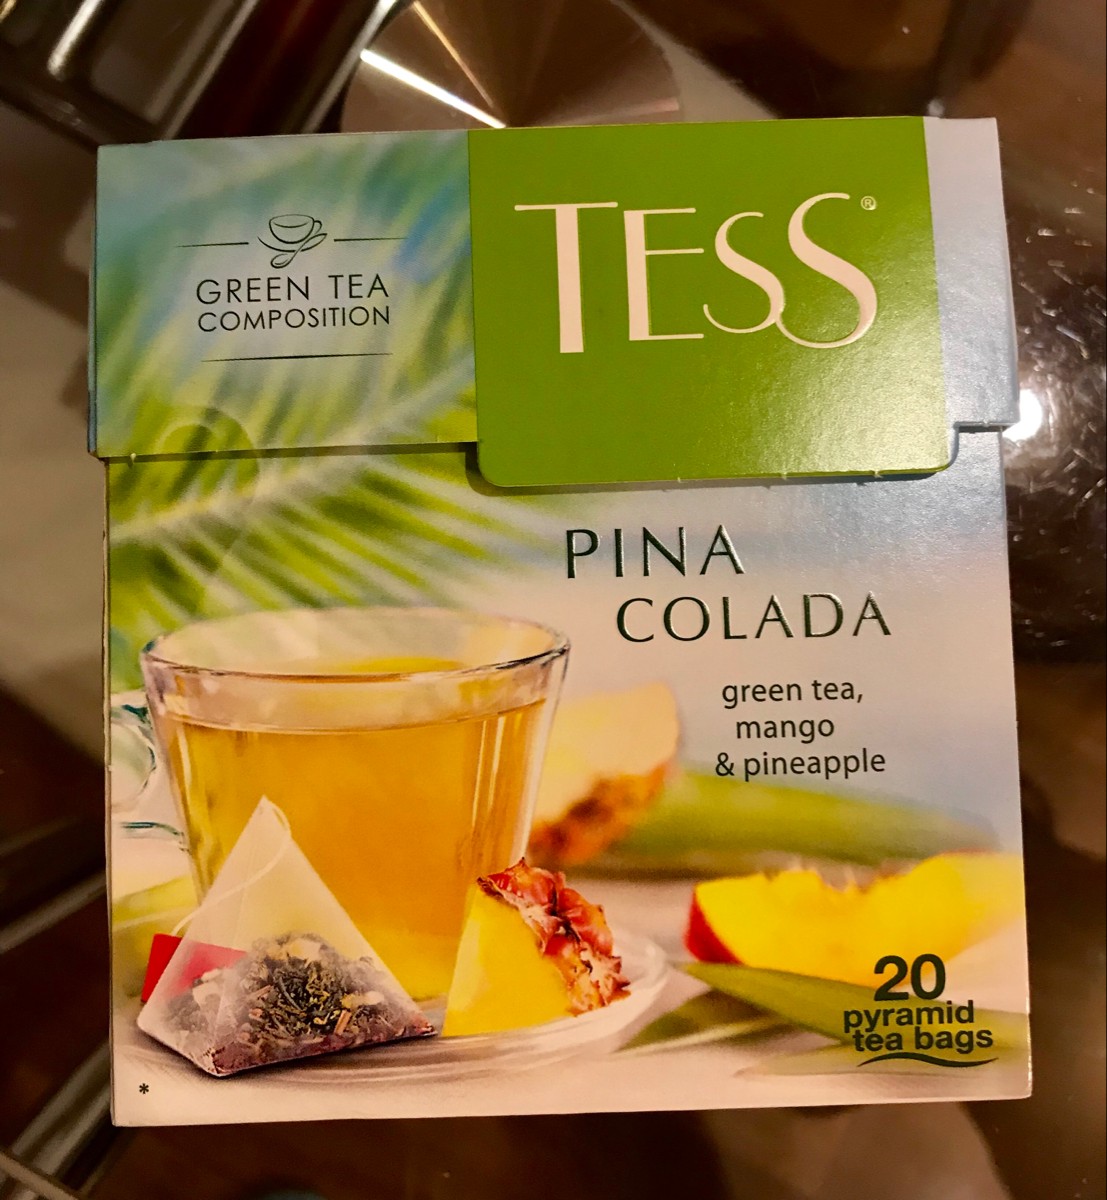 GREEN TEA
COMPOSITION
TESS®
PINA
COLADA
green tea,
mango
& pineapple
20
pyramid
tea bags
*